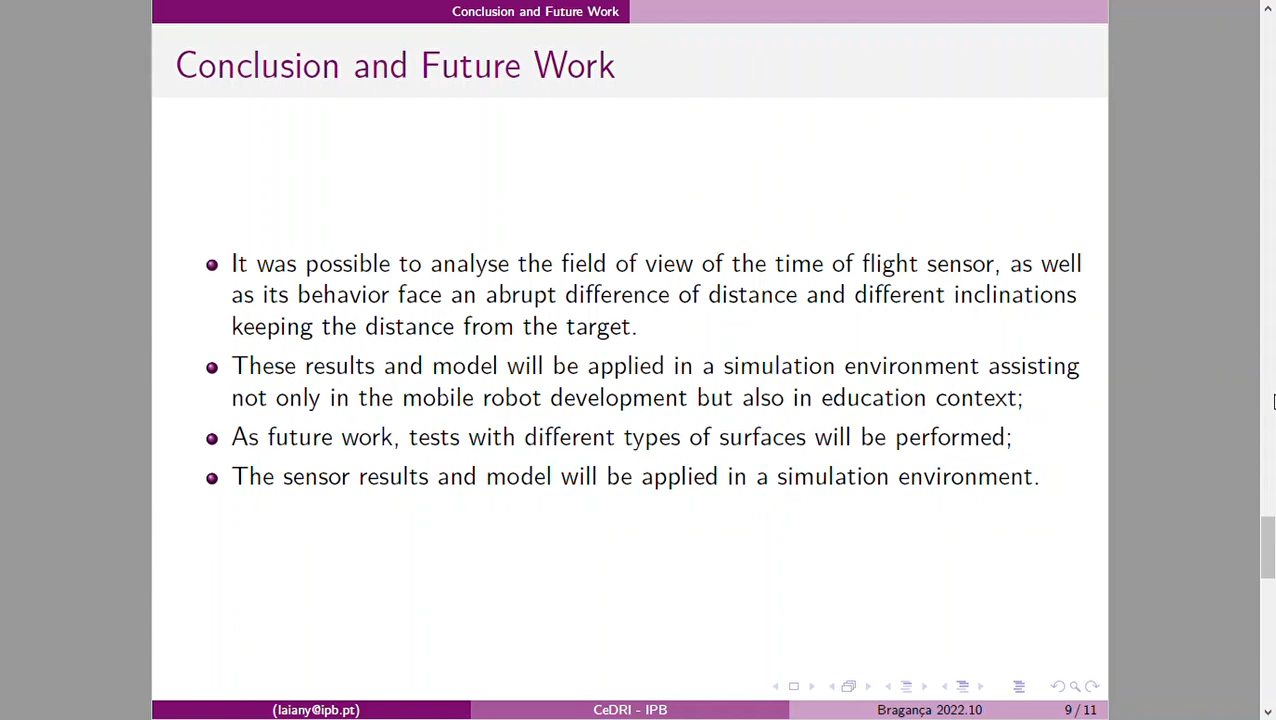 Conclusion and Future Work
Conclusion and Future Work
It was possible to analyse the field of view of the time of flight sensor, as well
as its behavior face an abrupt difference of distance and different inclinations
keeping the distance from the target.
These results and model will be applied in a simulation environment assisting
not only in the mobile robot development but also in education context;
As future work, tests with different types of surfaces will be performed;
The sensor results and model will be applied in a simulation environment.
(laiany@ipb.pt) CeDRI - IPB Bragança 2022.10 9 / 11